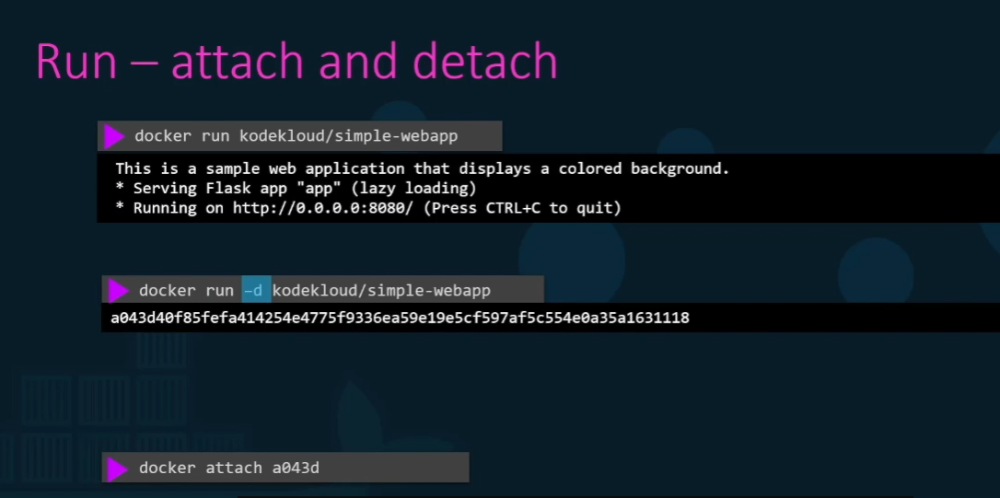 Run – attach and detach
docker run kodekloud/simple-webapp
This is a sample web application that displays a colored background.
* Serving Flask app "app" (lazy loading)
* Running on http://0.0.0.0:8080/ (Press CTRL+C to quit)
docker run –d kodekloud/simple-webapp
a043d40f85fefa414254e4775f9336ea59e19e5cf597af5c554e0a35a1631118
docker attach a043d